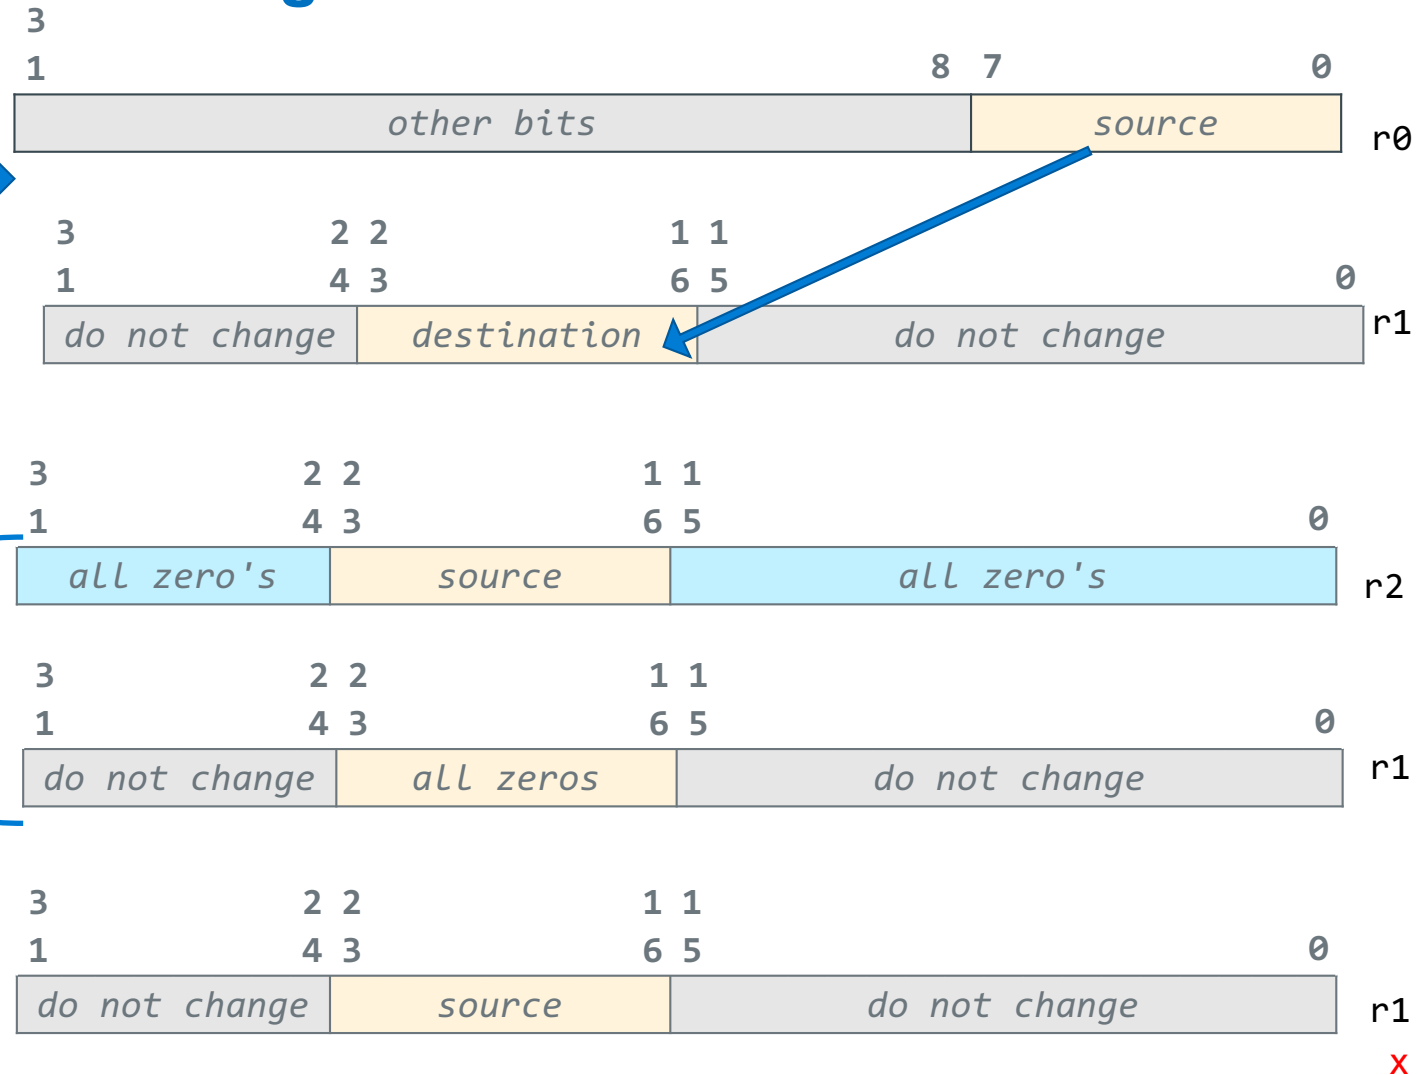 3
1 8 7 0
other bits source r0
3 2 2 1 1
1 4 3 6 5 0
do not change destination do not change r1
3 2 2 1 1
1 4 3 6 5 0
all zero's source all zero's r2
3 2 2 1 1
1 4 3 6 5 0
do not change all zeros do not change r1
3 2 2 1 1
1 4 3 6 5 0
do not change source do not change r1
x